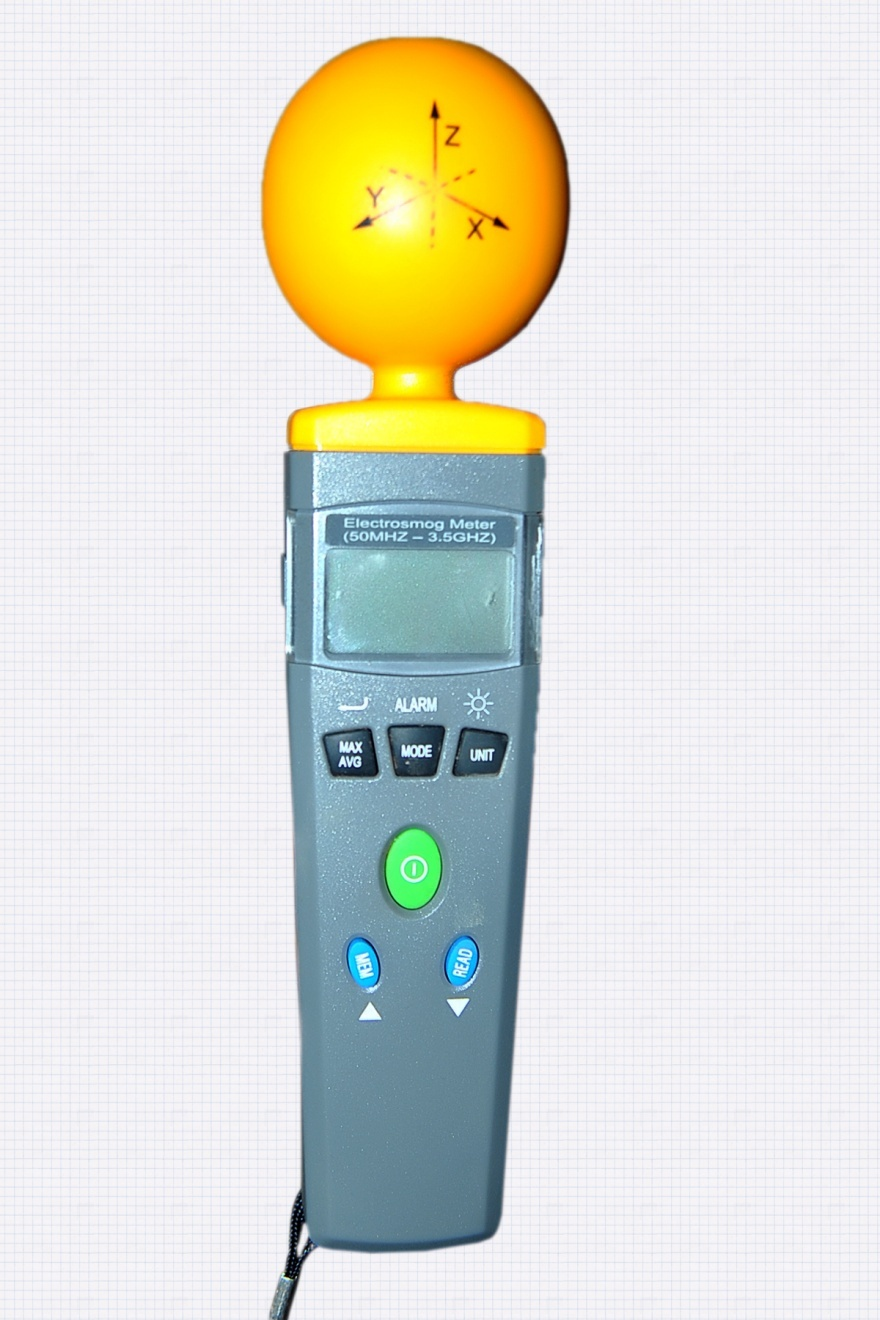 Z
Y
X
Electrosmog Meter
(50MHZ – 3.5GHZ)
ALARM
MAX
AVG
MODE
UNIT
MEM
READ